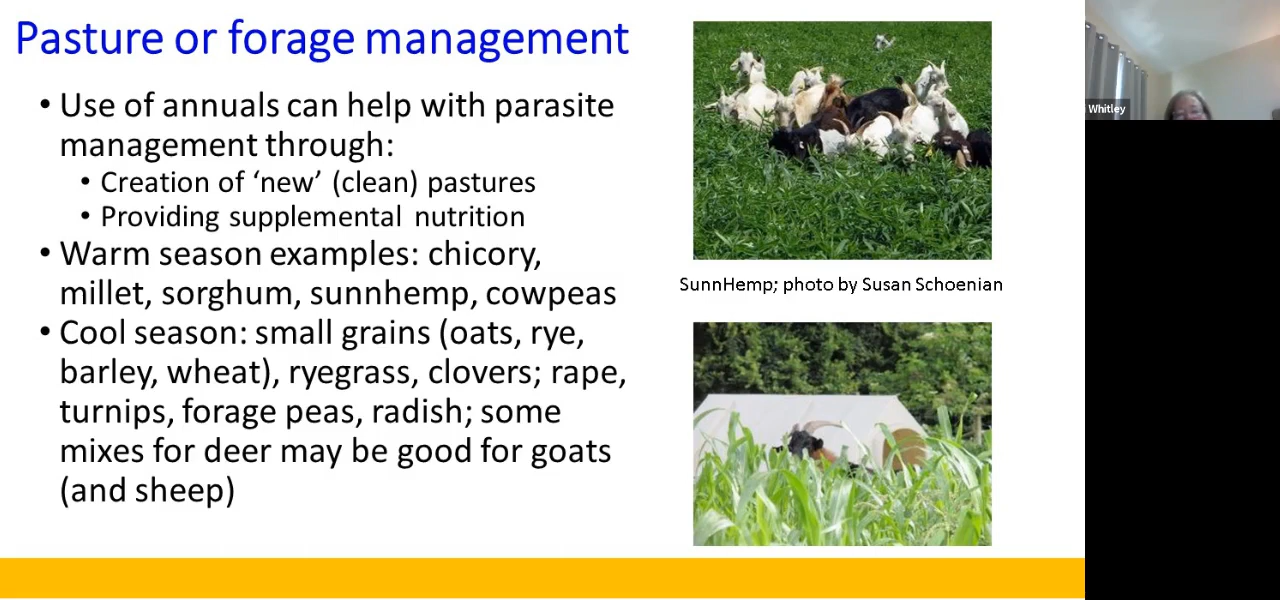 Pasture or forage management
• Use of annuals can help with parasite
management through:
• Creation of ‘new’ (clean) pastures
• Providing supplemental nutrition
• Warm season examples: chicory,
millet, sorghum, sunnhemp, cowpeas
• Cool season: small grains (oats, rye,
barley, wheat), ryegrass, clovers; rape,
turnips, forage peas, radish; some
mixes for deer may be good for goats
(and sheep)
SunnHemp; photo by Susan Schoenian
Whitley